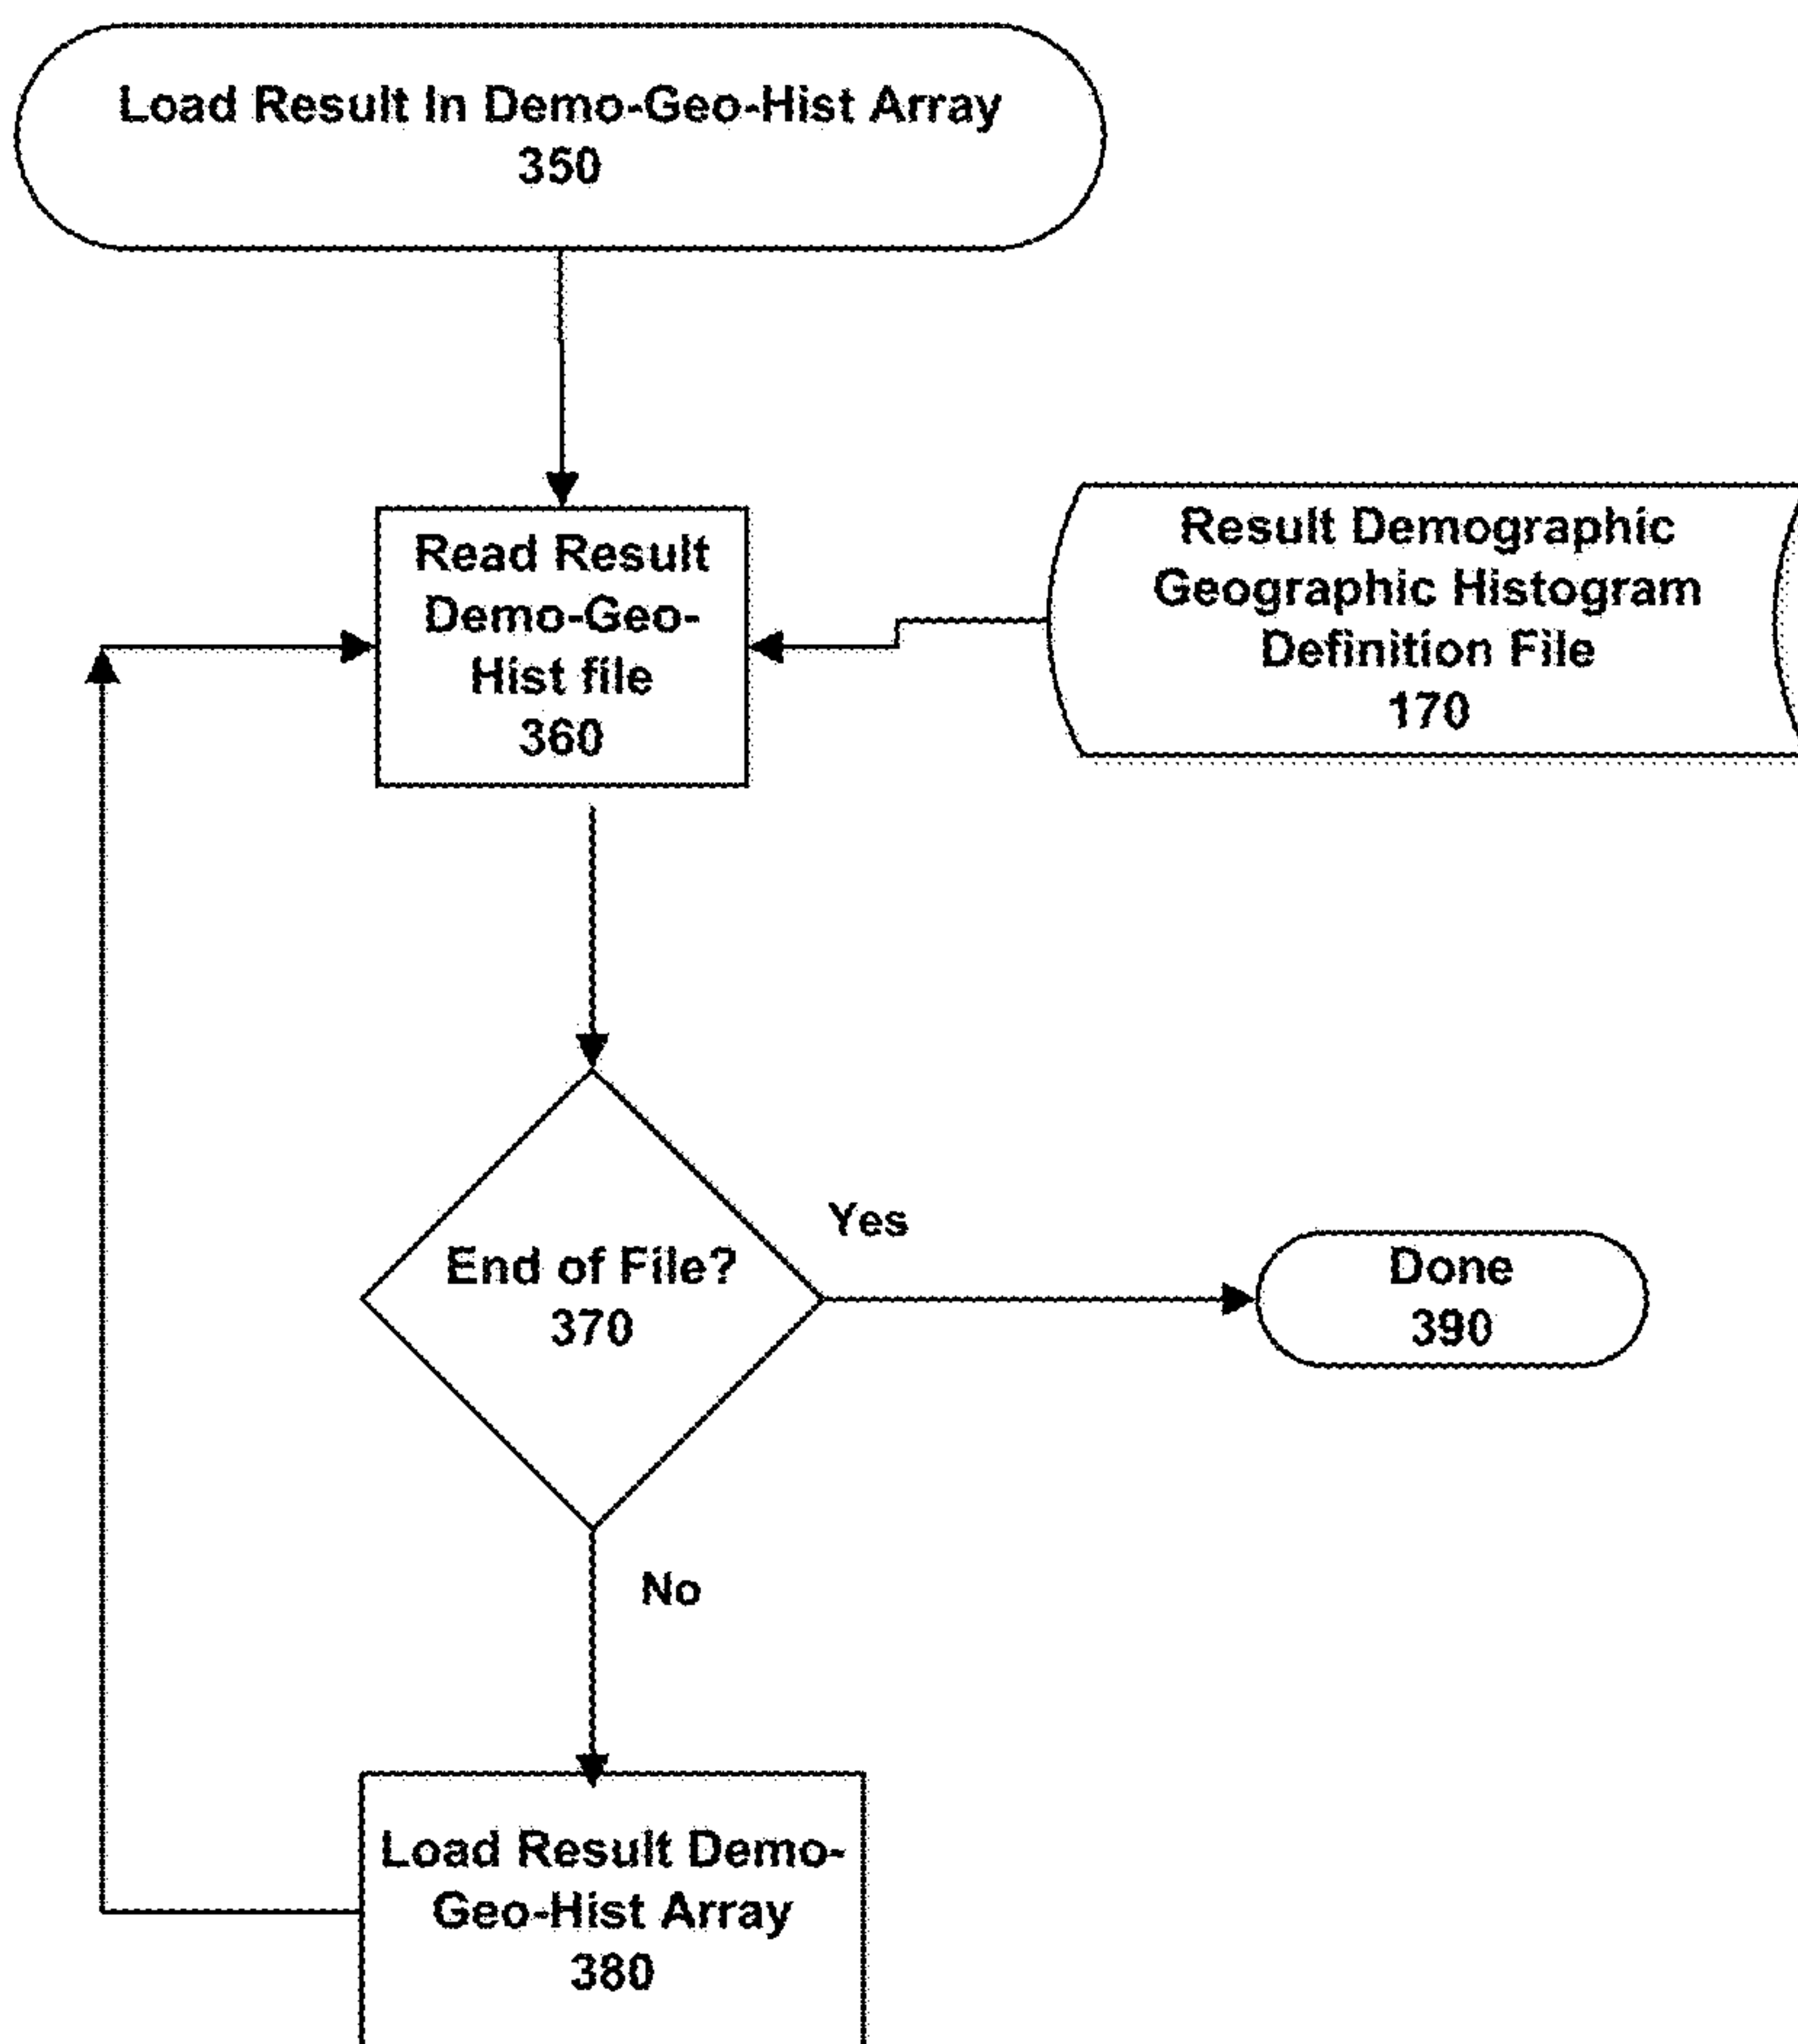 Load Result In Demo-Geo-Hist Array
350
Read Result
Demo-Geo-
Hist file
360
Result Demographic
Geographic Histogram
Definition File
170
End of File?
370
Yes
Done
390
No
Load Result Demo-
Geo-Hist Array
380